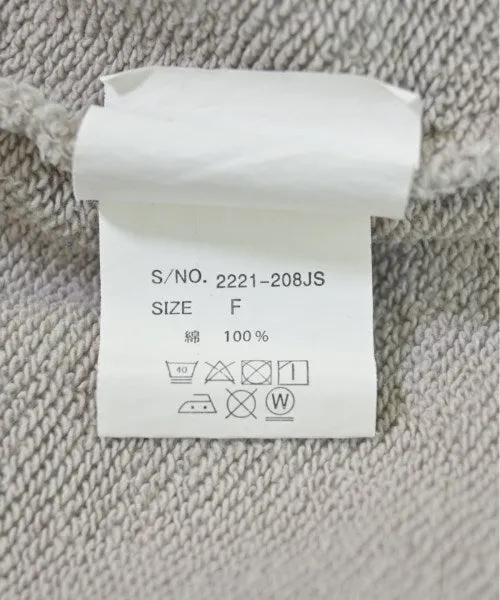 S/NO. 2221-208JS
SIZE F
綿 100%
40
W